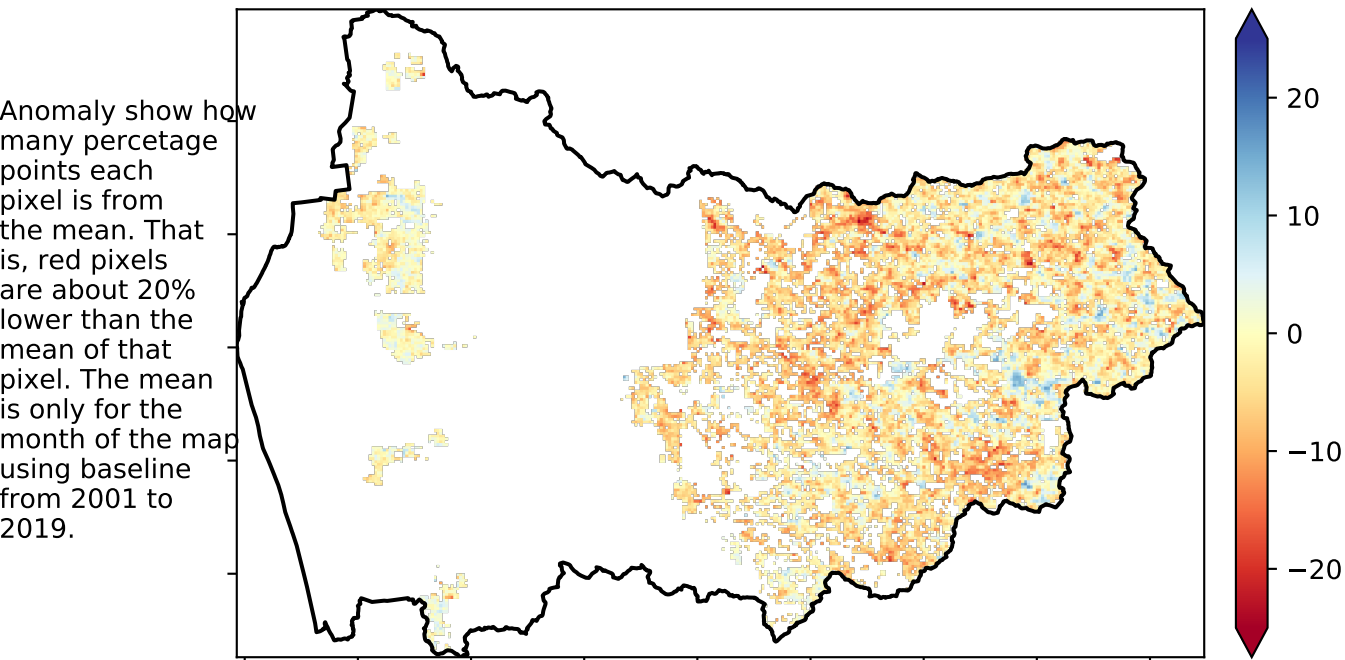 Anomaly show how
many percetage
points each
pixel is from
the mean. That
is, red pixels
are about 20%
lower than the
mean of that
pixel. The mean
is only for the
month of the map
using baseline
from 2001 to
2019.
20
10
0
−10
−20